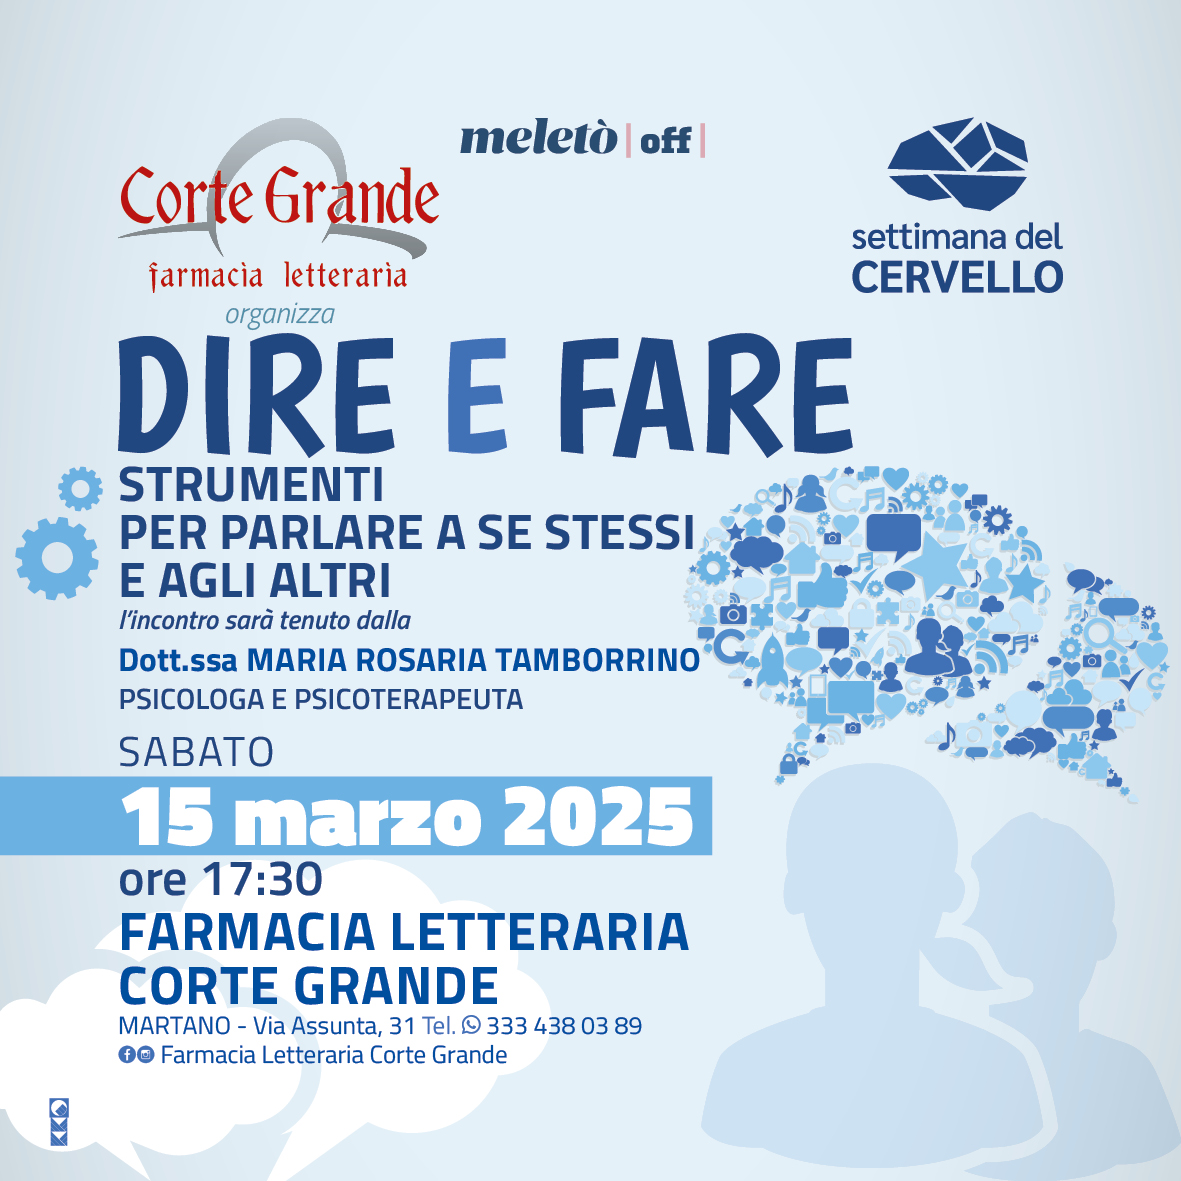 Corte Grande
farmacia letteraria
meletò | off |
settimana del
CERVELLO
organizza
DIRE E FARE
STRUMENTI
PER PARLARE A SE STESSI
E AGLI ALTRI
l'incontro sarà tenuto dalla
Dott.ssa MARIA ROSARIA TAMBORRINO
PSICOLOGA E PSICOTERAPEUTA
SABATO
15 marzo 2025
ore 17:30
FARMACIA LETTERARIA
CORTE GRANDE
MARTANO - Via Assunta, 31 Tel. 333 438 03 89
Farmacia Letteraria Corte Grande